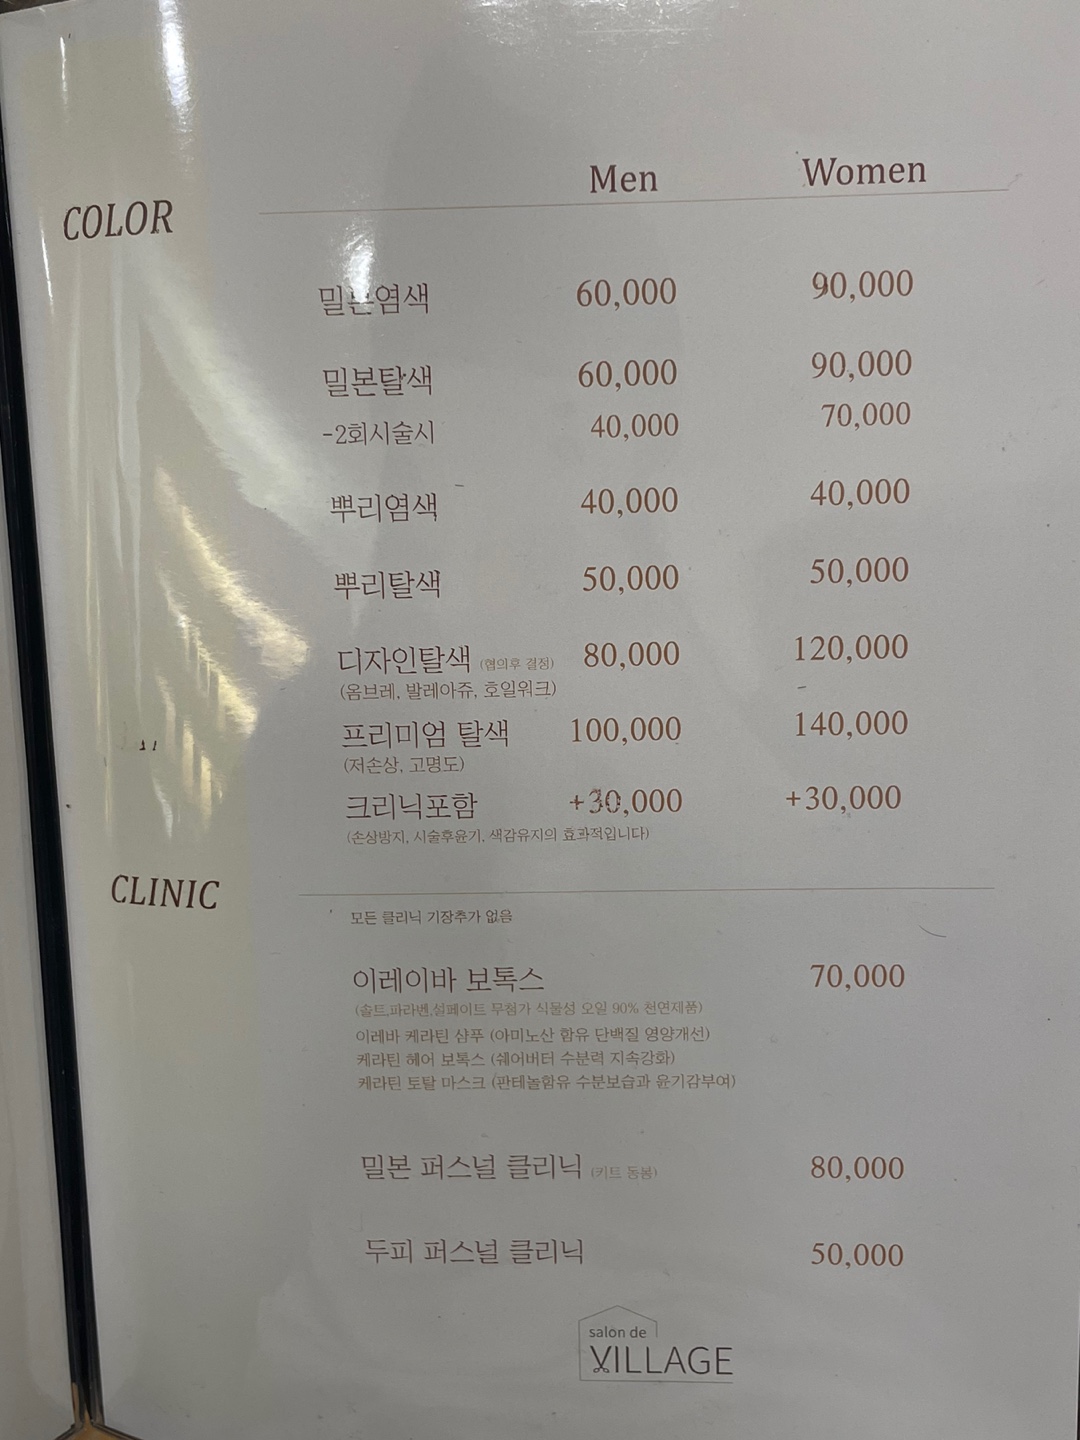 Men Women
COLOR
밀본염색 60,000 90,000
밀본탈색 60,000 90,000
-2회시술시 40,000 70,000
뿌리염색 40,000 40,000
뿌리탈색 50,000 50,000
디자인탈색 (협의후 결정) 80,000 120,000
(옴브레, 발레아쥬, 호일워크)
프리미엄 탈색 100,000 140,000
(저손상, 고명도)
크리닉포함 +30,000 +30,000
(손상방지, 시술후윤기, 색감유지의 효과적입니다)
CLINIC
모든 클리닉 기장추가 없음
이레이바 보톡스 70,000
(솔트,파라벤,설페이트 무첨가 식물성 오일 90% 천연제품)
이레바 케라틴 샴푸 (아미노산 함유 단백질 영양개선)
케라틴 헤어 보톡스 (쉐어버터 수분력 지속강화)
케라틴 토탈 마스크 (판테놀함유 수분보습과 윤기감부여)
밀본 퍼스널 클리닉 (키트 동봉) 80,000
두피 퍼스널 클리닉 50,000
salon de
VILLAGE